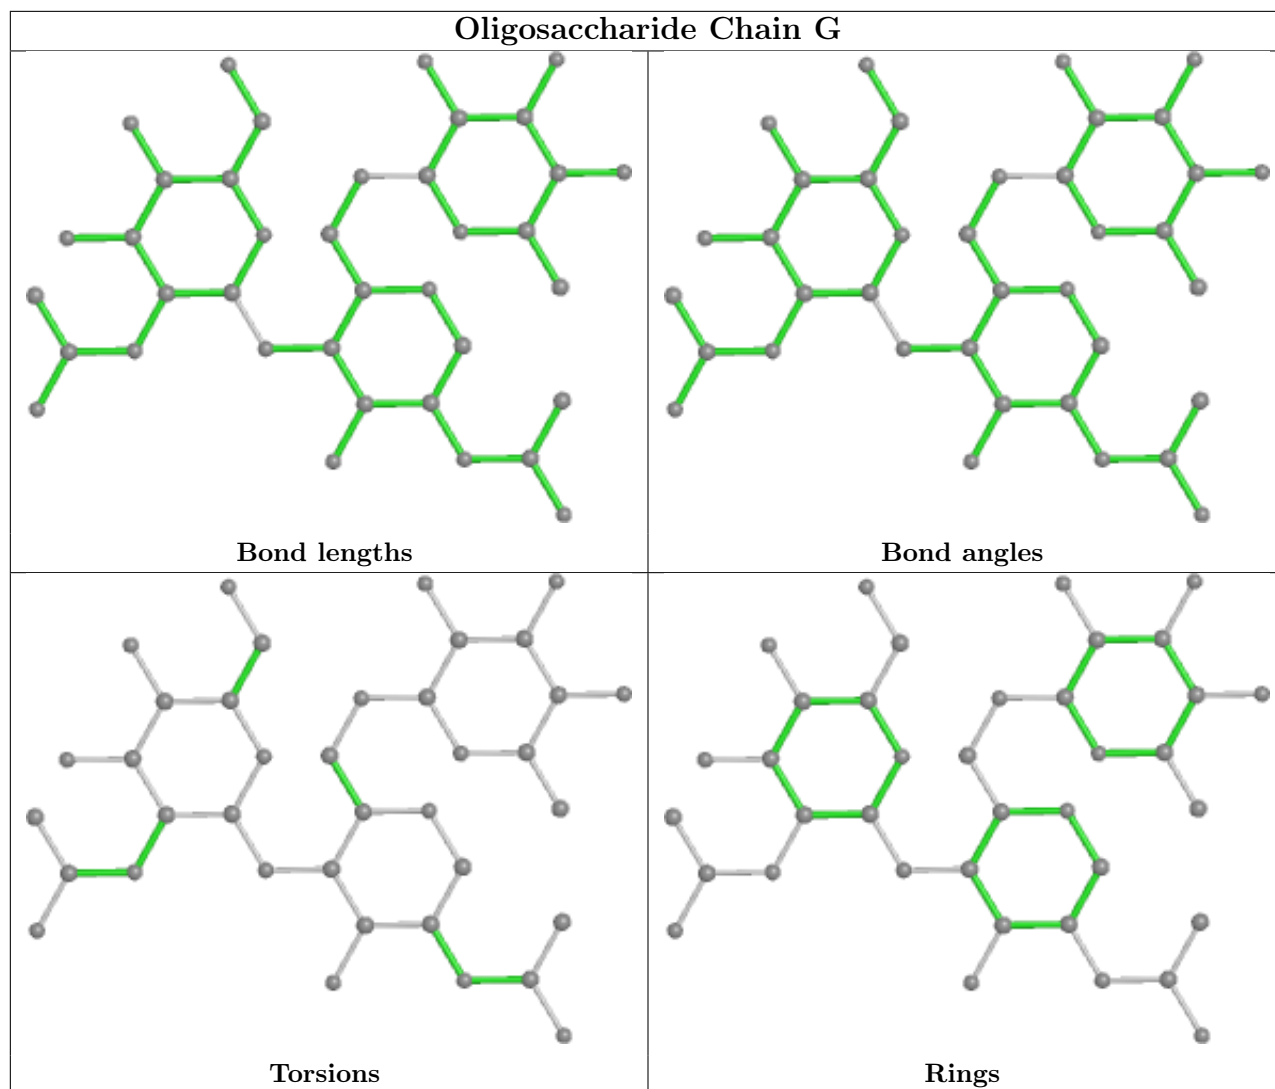 Oligosaccharide Chain G
Bond lengths
Bond angles
Torsions
Rings